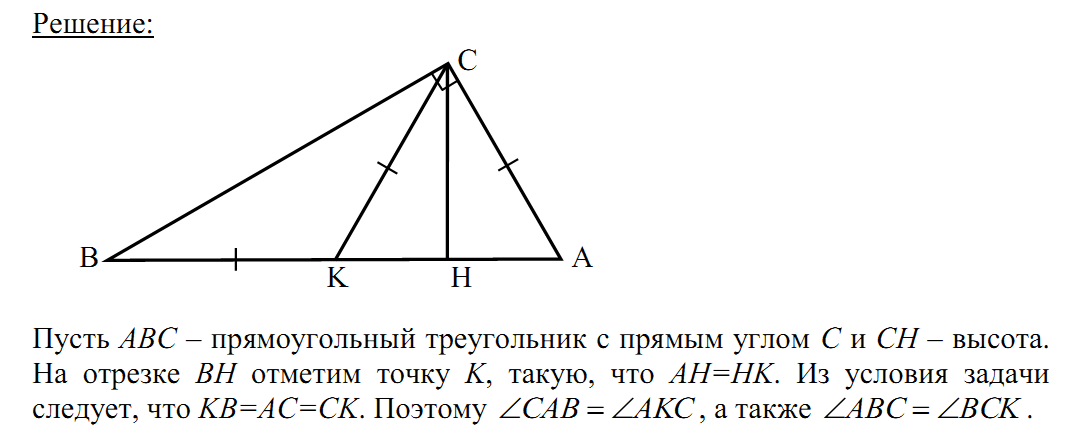 Решение:
C
B
K
H
A
Пусть ABC – прямоугольный треугольник с прямым углом C и CH – высота.
На отрезке BH отметим точку K, такую, что AH=HK. Из условия задачи
следует, что KB=AC=CK. Поэтому ∠CAB = ∠AKC, а также ∠ABC = ∠BCK.